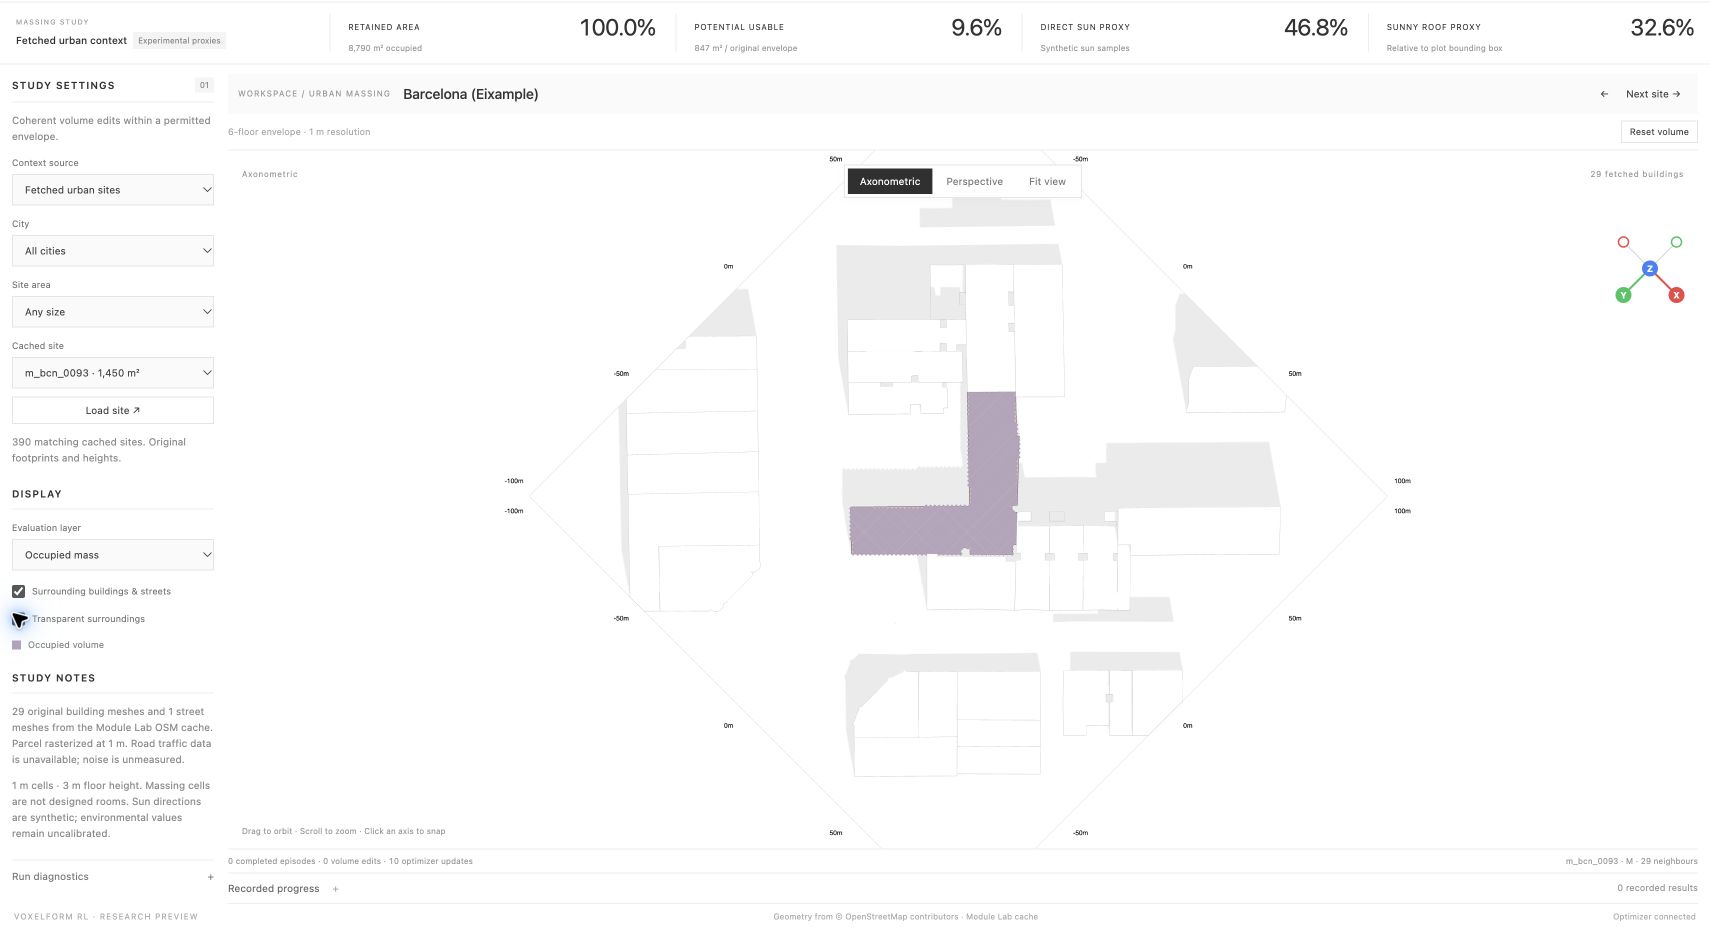 MASSING STUDY
Fetched urban context
Experimental proxies
RETAINED AREA
100.0%
8,790 m² occupied
POTENTIAL USABLE
9.6%
847 m² / original envelope
DIRECT SUN PROXY
46.8%
Synthetic sun samples
SUNNY ROOF PROXY
32.6%
Relative to plot bounding box
STUDY SETTINGS
01
Coherent volume edits within a permitted
envelope.
Context source
Fetched urban sites
City
All cities
Site area
Any size
Cached site
m_bcn_0093 · 1,450 m²
Load site ↗
390 matching cached sites. Original
footprints and heights.
DISPLAY
Evaluation layer
Occupied mass
Surrounding buildings & streets
Transparent surroundings
Occupied volume
STUDY NOTES
29 original building meshes and 1 street
meshes from the Module Lab OSM cache.
Parcel rasterized at 1 m. Road traffic data
is unavailable; noise is unmeasured.
1 m cells · 3 m floor height. Massing cells
are not designed rooms. Sun directions
are synthetic; environmental values
remain uncalibrated.
Run diagnostics +
VOXELFORM RL · RESEARCH PREVIEW
WORKSPACE / URBAN MASSING Barcelona (Eixample)
← Next site →
6-floor envelope · 1 m resolution
Reset volume
Axonometric
50m
-50m
Axonometric Perspective Fit view
29 fetched buildings
0m
0m
Z
Y
X
-50m
50m
-100m
100m
-100m
100m
-50m
50m
0m
0m
50m
-50m
Drag to orbit · Scroll to zoom · Click an axis to snap
0 completed episodes · 0 volume edits · 10 optimizer updates
m_bcn_0093 · M · 29 neighbours
Recorded progress +
0 recorded results
Geometry from © OpenStreetMap contributors · Module Lab cache
Optimizer connected